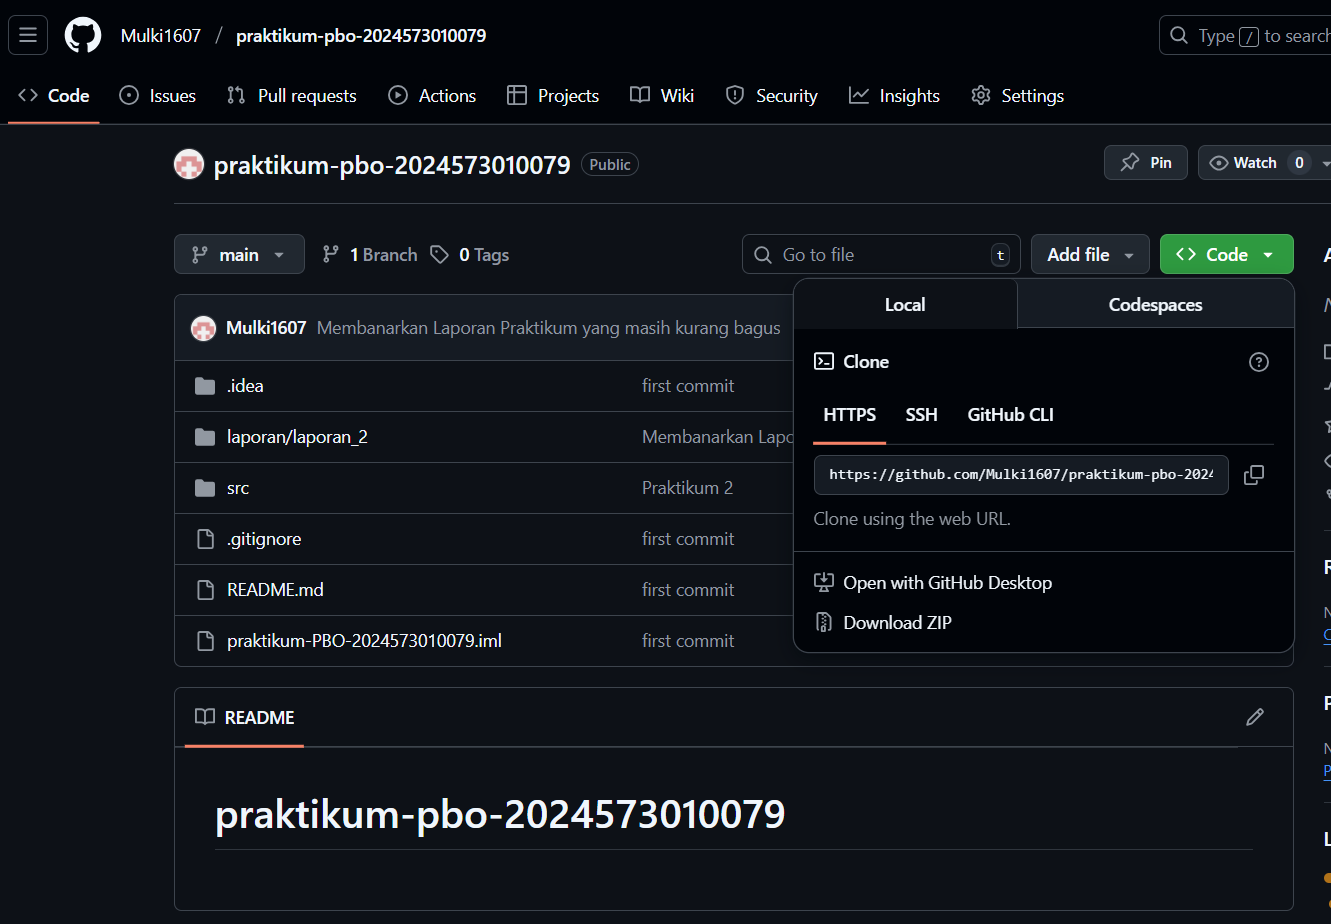 Mulki1607 / praktikum-pbo-2024573010079
Type / to search
Code Issues Pull requests Actions Projects Wiki Security Insights Settings
praktikum-pbo-2024573010079 Public
Pin Watch 0
main 1 Branch 0 Tags
Go to file t Add file Code
Local Codespaces
Mulki1607 Membanarkan Laporan Praktikum yang masih kurang bagus
Clone
.idea first commit
HTTPS SSH GitHub CLI
laporan/laporan_2 Membanarkan Lapo
https://github.com/Mulki1607/praktikum-pbo-2024
src Praktikum 2
Clone using the web URL.
.gitignore first commit
Open with GitHub Desktop
README.md first commit
Download ZIP
praktikum-PBO-2024573010079.iml first commit
README
praktikum-pbo-2024573010079